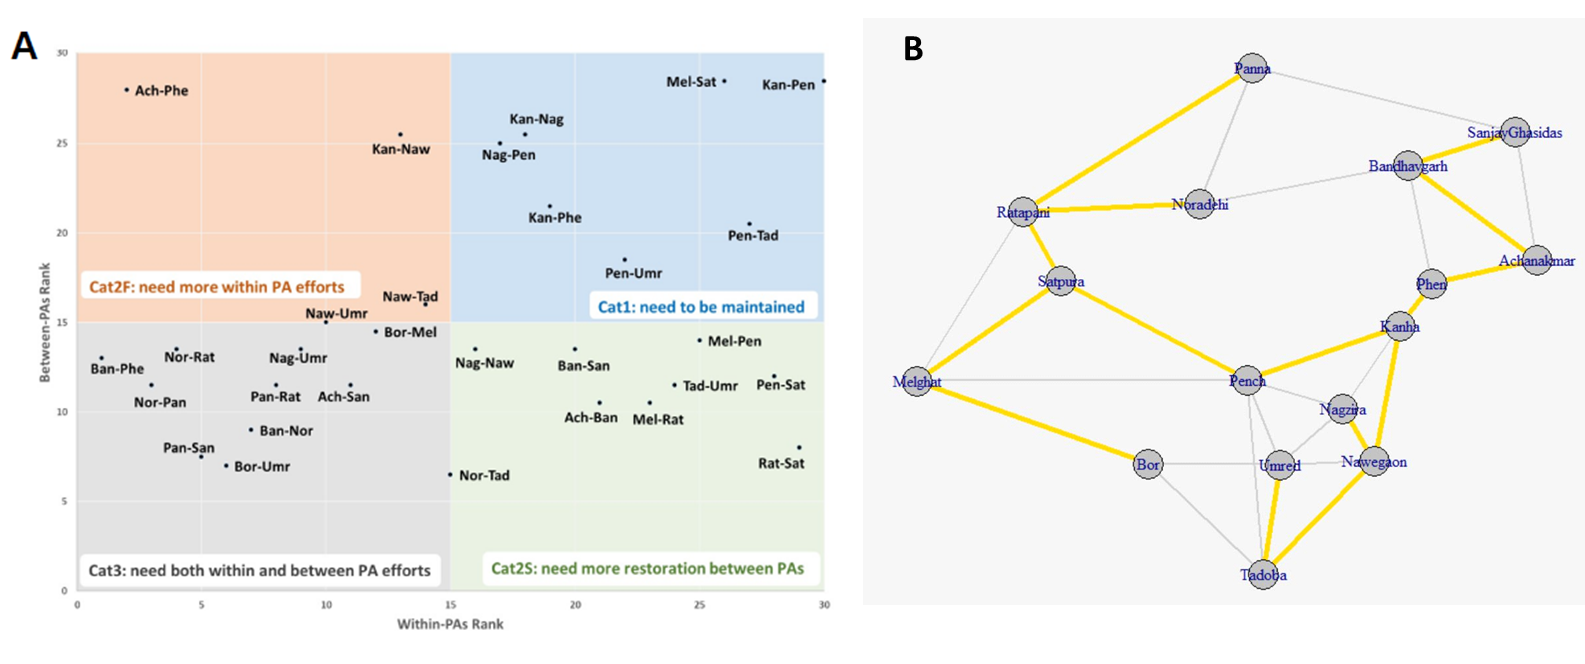 A
30
25
20
15
10
5
0
Between-PAs Rank
Ach-Phe
Mel-Sat
Kan-Pen
Kan-Nag
Kan-Naw
Nag-Pen
Kan-Phe
Pen-Tad
Pen-Umr
Cat2F: need more within PA efforts
Naw-Tad
Cat1: need to be maintained
Naw-Umr
Bor-Mel
Mel-Pen
Nor-Rat
Nag-Umr
Nag-Naw
Ban-San
Ban-Phe
Tad-Umr
Pen-Sat
Pan-Rat
Ach-San
Nor-Pan
Ach-Ban
Mel-Rat
Ban-Nor
Pan-San
Bor-Umr
Rat-Sat
Nor-Tad
Cat3: need both within and between PA efforts
Cat2S: need more restoration between PAs
0 5 10 15 20 25 30
Within-PAs Rank
B
Panna
SanjayGhasidas
Bandhavgarh
Ratapani
Noradehi
Achanakmar
Satpura
Phen
Kanha
Melghat
Pench
Nagzira
Bor
Umred
Nawegaon
Tadoba